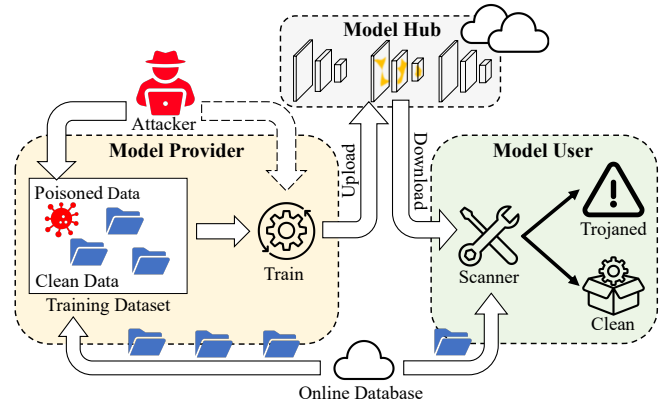 Model Hub
Attacker
Model Provider
Upload
Download
Model User
Poisoned Data
Clean Data
Training Dataset
Train
Scanner
Trojaned
Clean
Online Database